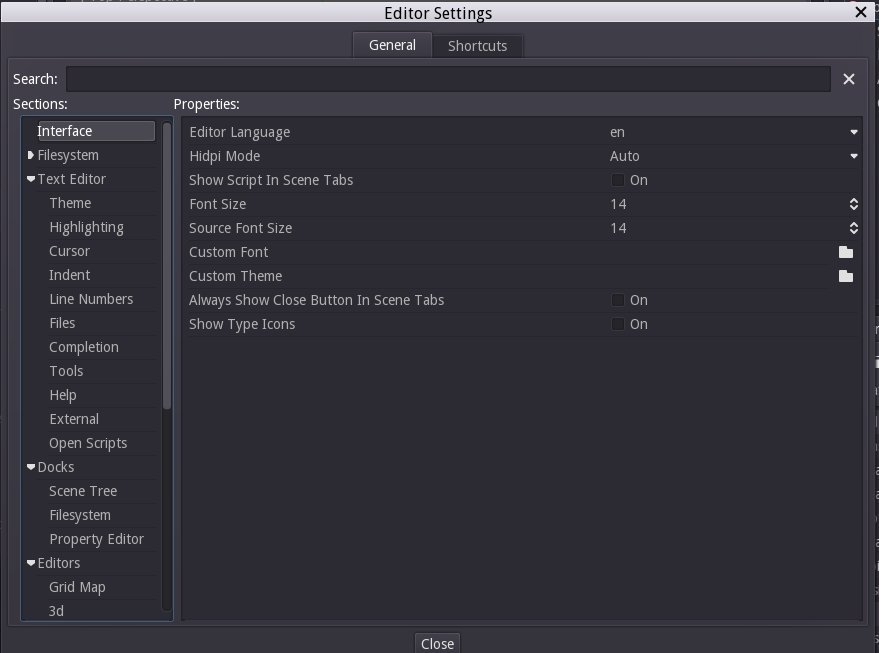 Editor Settings
General
Shortcuts
Search:
Sections:
Properties:
Interface
Filesystem
Text Editor
Theme
Highlighting
Cursor
Indent
Line Numbers
Files
Completion
Tools
Help
External
Open Scripts
Docks
Scene Tree
Filesystem
Property Editor
Editors
Grid Map
3d
Editor Language en
Hidpi Mode Auto
Show Script In Scene Tabs On
Font Size 14
Source Font Size 14
Custom Font
Custom Theme
Always Show Close Button In Scene Tabs On
Show Type Icons On
Close